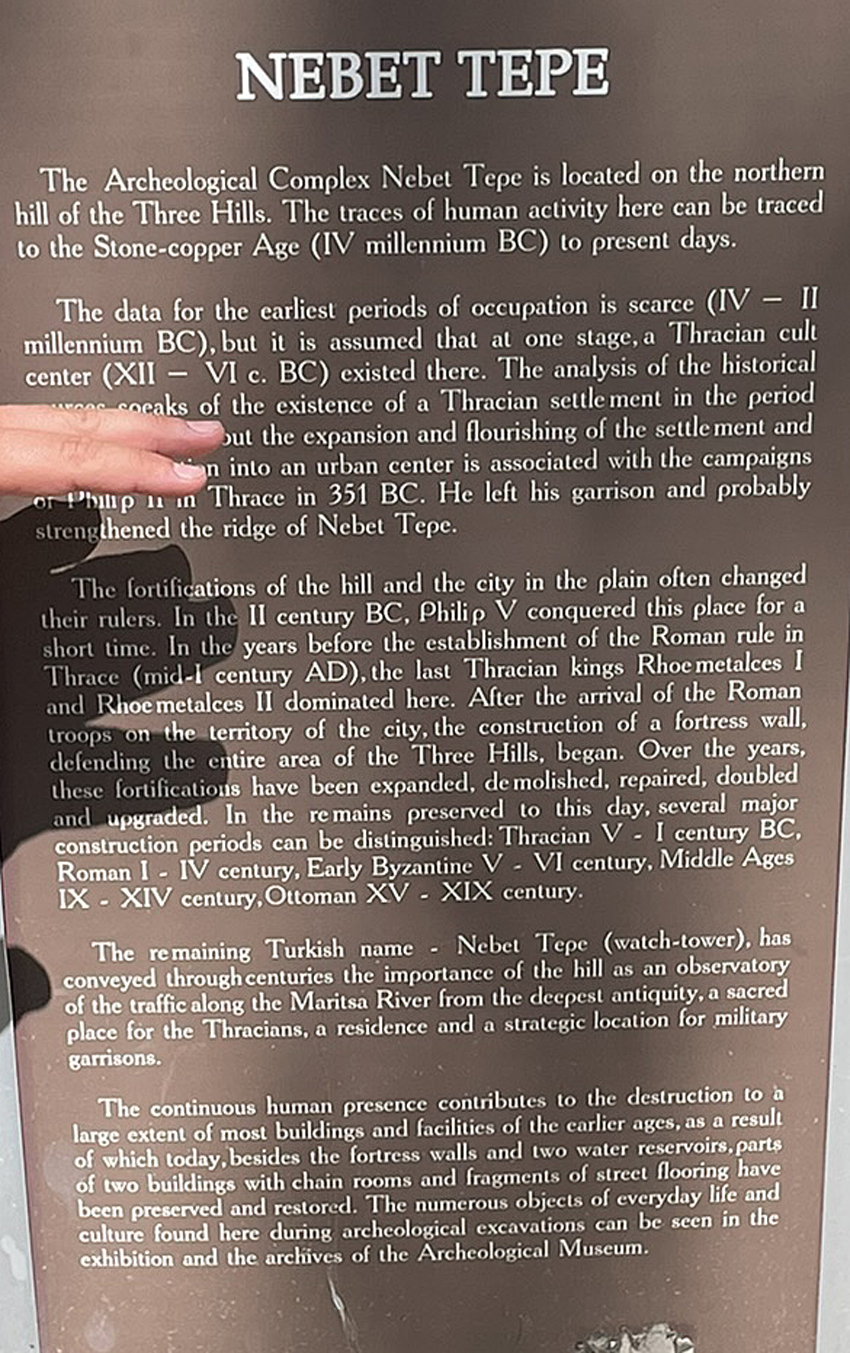 NEBET TEPE
The Archeological Complex Nebet Tepe is located on the northern
hill of the Three Hills. The traces of human activity here can be traced
to the Stone-copper Age (IV millennium BC) to present days.
The data for the earliest periods of occupation is scarce (IV – II
millennium BC), but it is assumed that at one stage, a Thracian cult
center (XII – VI c. BC) existed there. The analysis of the historical
speaks of the existence of a Thracian settlement in the period
but the expansion and flourishing of the settlement and
into an urban center is associated with the campaigns
of Philip II in Thrace in 351 BC. He left his garrison and probably
strengthened the ridge of Nebet Tepe.
The fortifications of the hill and the city in the plain often changed
their rulers. In the II century BC, Philip V conquered this place for a
short time. In the years before the establishment of the Roman rule in
Thrace (mid-I century AD), the last Thracian kings Rhoemetalces I
and Rhoemetalces II dominated here. After the arrival of the Roman
troops on the territory of the city, the construction of a fortress wall,
defending the entire area of the Three Hills, began. Over the years,
these fortifications have been expanded, demolished, repaired, doubled
and upgraded. In the remains preserved to this day, several major
construction periods can be distinguished: Thracian V - I century BC,
Roman I - IV century, Early Byzantine V - VI century, Middle Ages
IX - XIV century, Ottoman XV - XIX century.
The remaining Turkish name - Nebet Tepe (watch-tower), has
conveyed through centuries the importance of the hill as an observatory
of the traffic along the Maritsa River from the deepest antiquity, a sacred
place for the Thracians, a residence and a strategic location for military
garrisons.
The continuous human presence contributes to the destruction to a
large extent of most buildings and facilities of the earlier ages, as a result
of which today, besides the fortress walls and two water reservoirs, parts
of two buildings with chain rooms and fragments of street flooring have
been preserved and restored. The numerous objects of everyday life and
culture found here during archeological excavations can be seen in the
exhibition and the archives of the Archeological Museum.